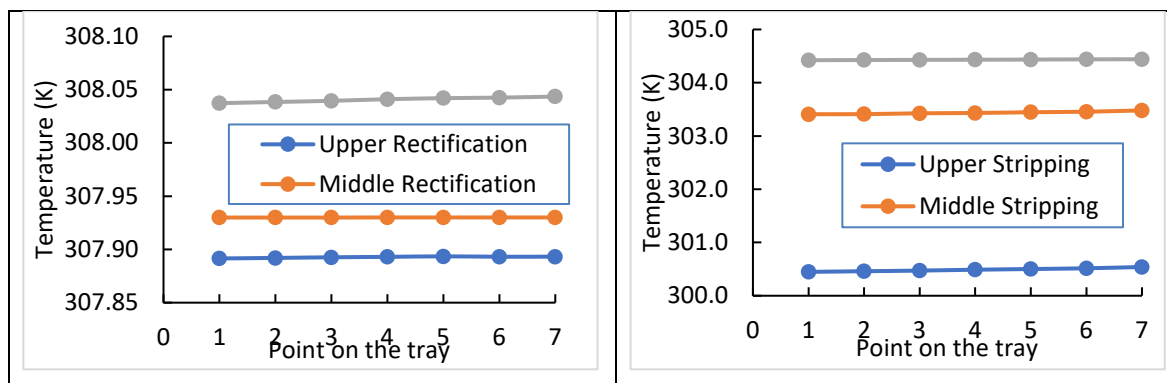 308.10
308.05
308.00
307.95
307.90
307.85
Temperature (K)
Upper Rectification
Middle Rectification
0 1 2 3 4 5 6 7
Point on the tray
305.0
304.0
303.0
302.0
301.0
300.0
Temperature (K)
Upper Stripping
Middle Stripping
0 1 2 3 4 5 6 7
Point on the tray